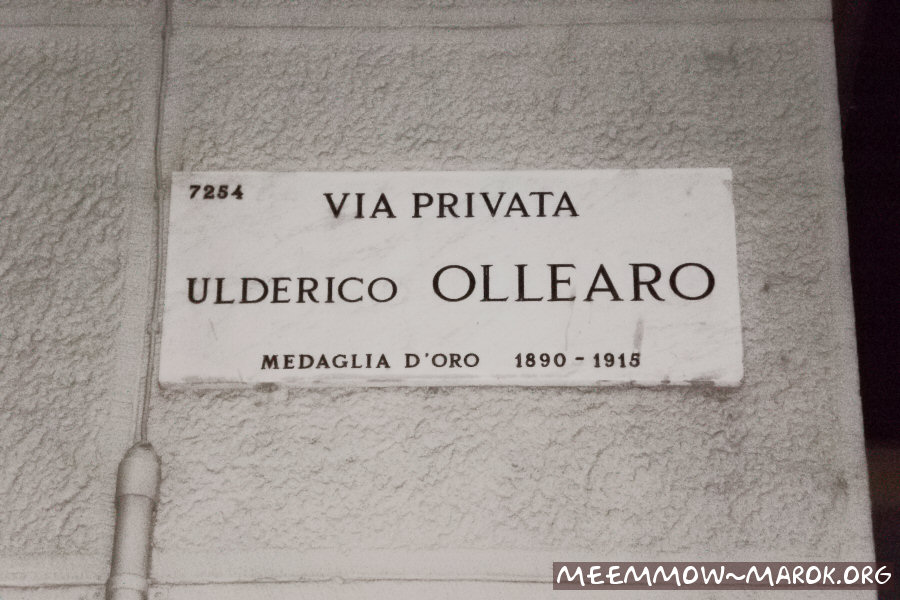 7254
VIA PRIVATA
ULDERICO OLLEARO
MEDAGLIA D'ORO 1890 - 1915
MEEMMOW~MAROK.ORG